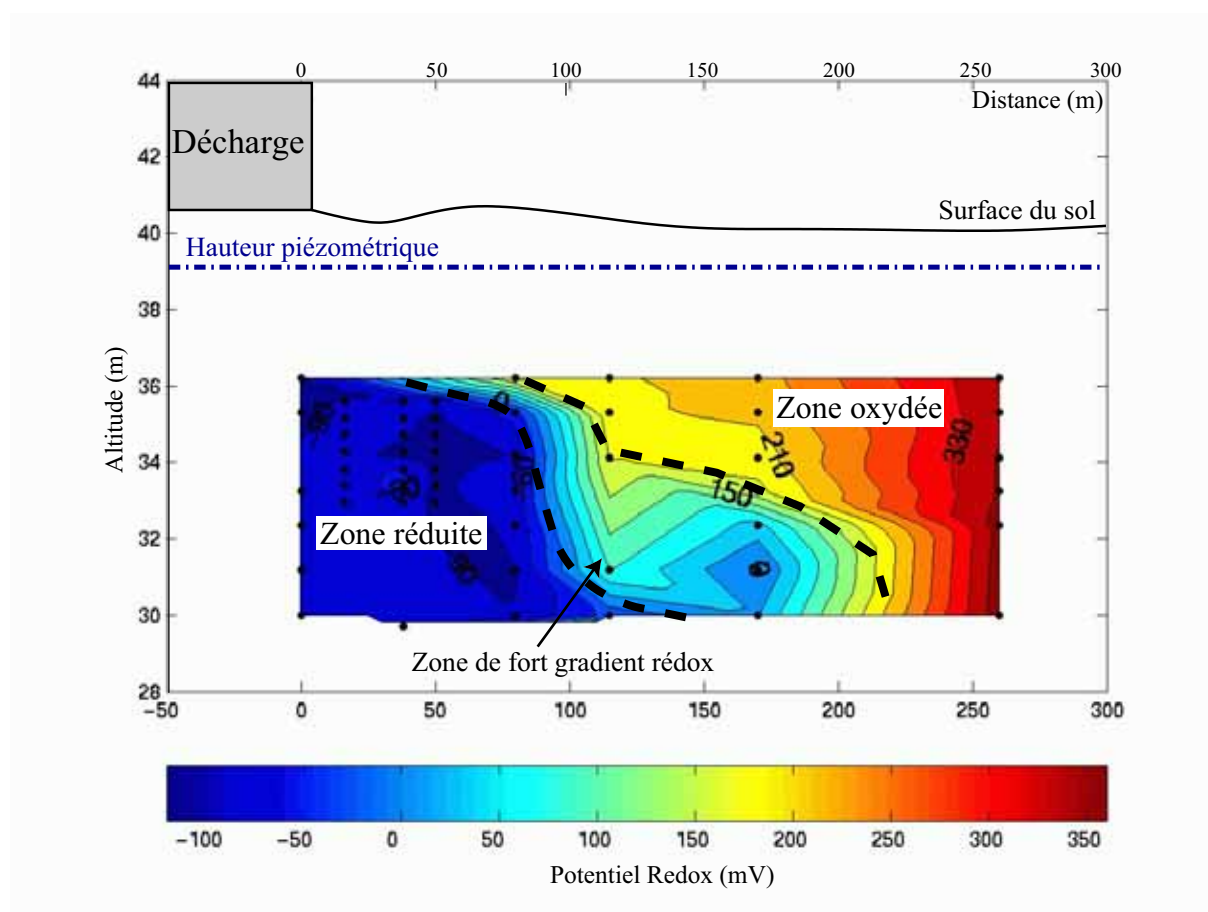 0 50 100 150 200 250 300
Distance (m)
44
Décharge
42
Surface du sol
40
Hauteur piézométrique
38
Altitude (m)
36
0
Zone oxydée
330
210
34
150
Zone réduite
32
30
Zone de fort gradient rédox
28
−50 0 50 100 150 200 250 300
−100 −50 0 50 100 150 200 250 300 350
Potentiel Redox (mV)